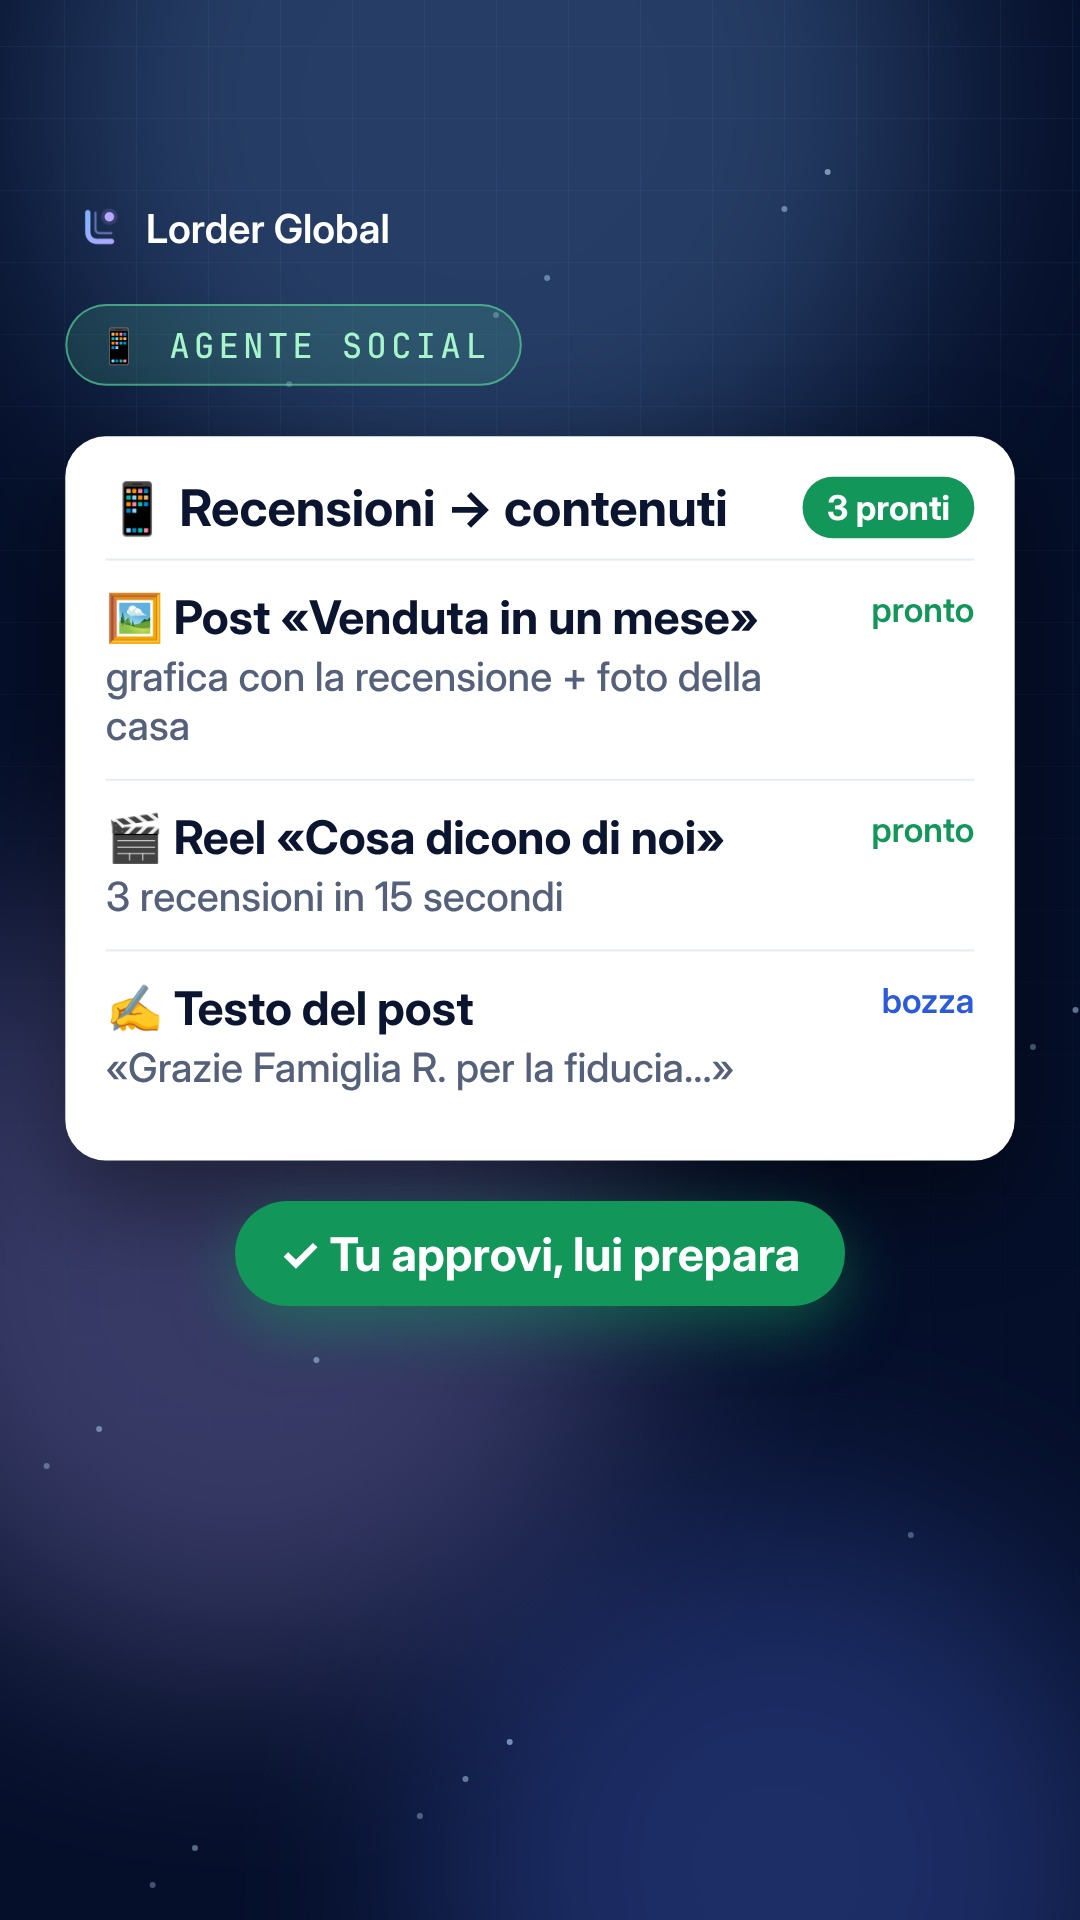 Lorder Global
📱 AGENTE SOCIAL
📱 Recensioni → contenuti
3 pronti
🖼️ Post «Venduta in un mese»
pronto
grafica con la recensione + foto della
casa
🎬 Reel «Cosa dicono di noi»
pronto
3 recensioni in 15 secondi
✍️ Testo del post
bozza
«Grazie Famiglia R. per la fiducia...»
✓ Tu approvi, lui prepara